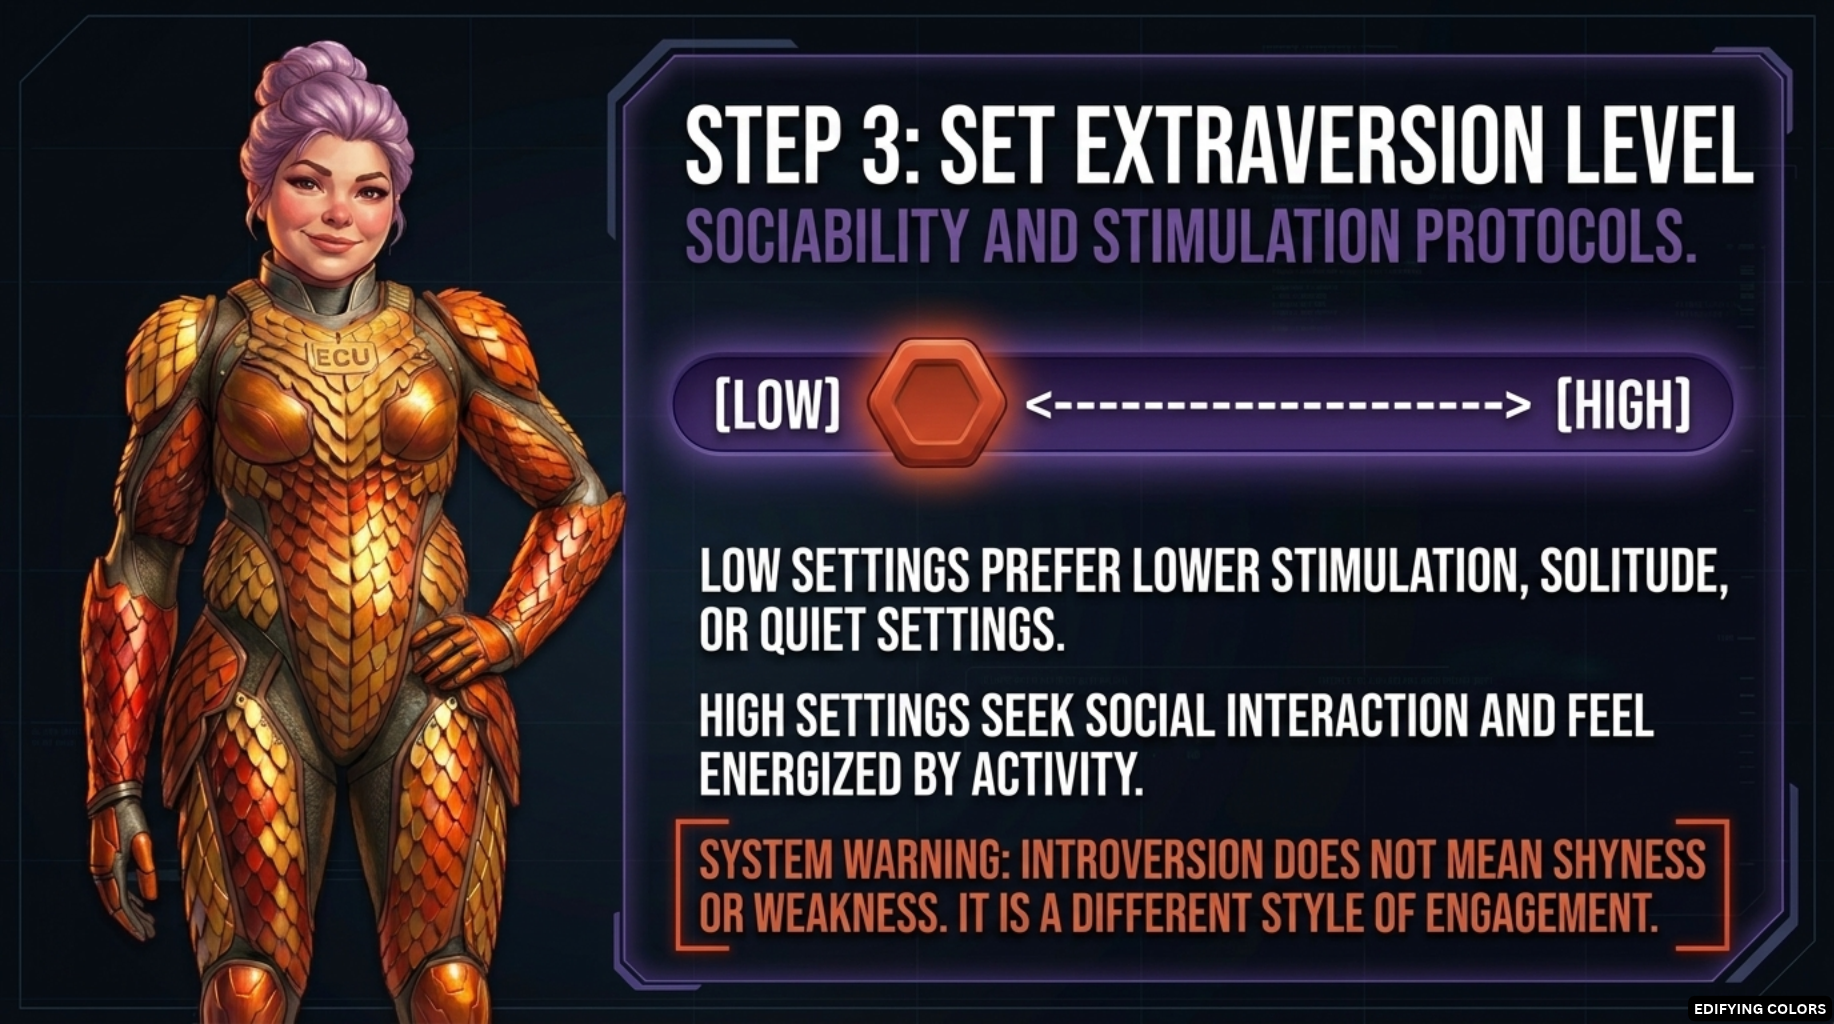 STEP 3: SET EXTRAVERSION LEVEL
SOCIABILITY AND STIMULATION PROTOCOLS.
ECU
[LOW] <--------------------> [HIGH]
LOW SETTINGS PREFER LOWER STIMULATION, SOLITUDE,
OR QUIET SETTINGS.
HIGH SETTINGS SEEK SOCIAL INTERACTION AND FEEL
ENERGIZED BY ACTIVITY.
SYSTEM WARNING: INTROVERSION DOES NOT MEAN SHYNESS
OR WEAKNESS. IT IS A DIFFERENT STYLE OF ENGAGEMENT.
EDIFYING COLORS